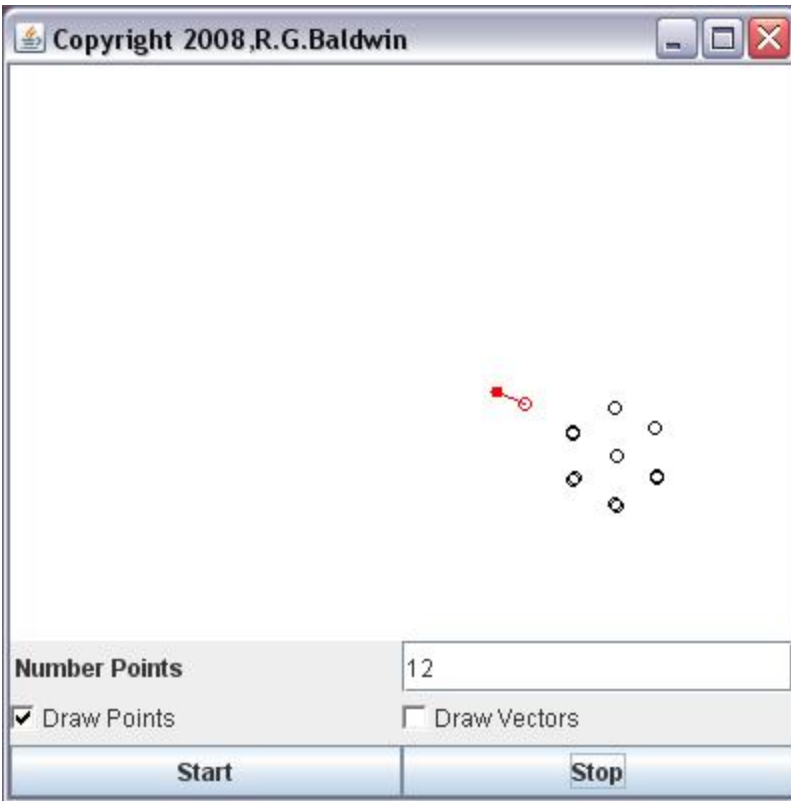 Copyright 2008,R.G.Baldwin
Number Points 12
Draw Points Draw Vectors
Start Stop